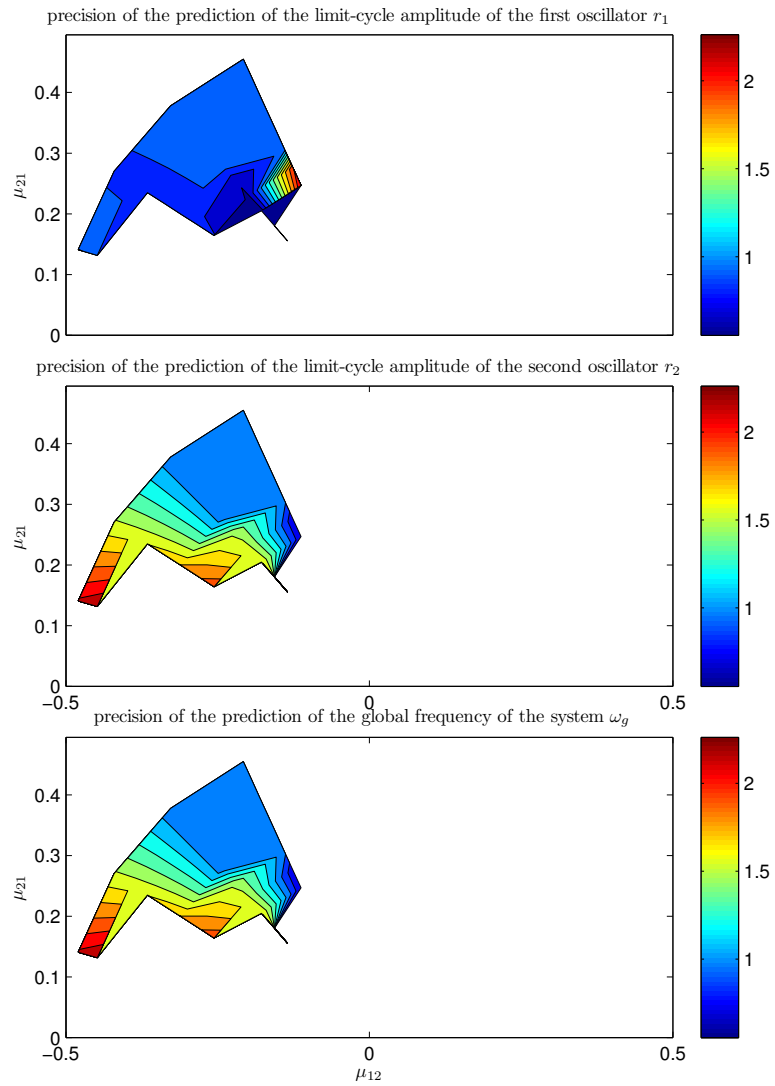 precision of the prediction of the limit-cycle amplitude of the first oscillator r₁
0.4
0.3
0.2
0.1
0
μ₂₁
2
1.5
1
precision of the prediction of the limit-cycle amplitude of the second oscillator r₂
0.4
0.3
0.2
0.1
0
μ₂₁
−0.5 0 0.5
2
1.5
1
precision of the prediction of the global frequency of the system ω_g
0.4
0.3
0.2
0.1
0
μ₂₁
−0.5 0 0.5
μ₁₂
2
1.5
1